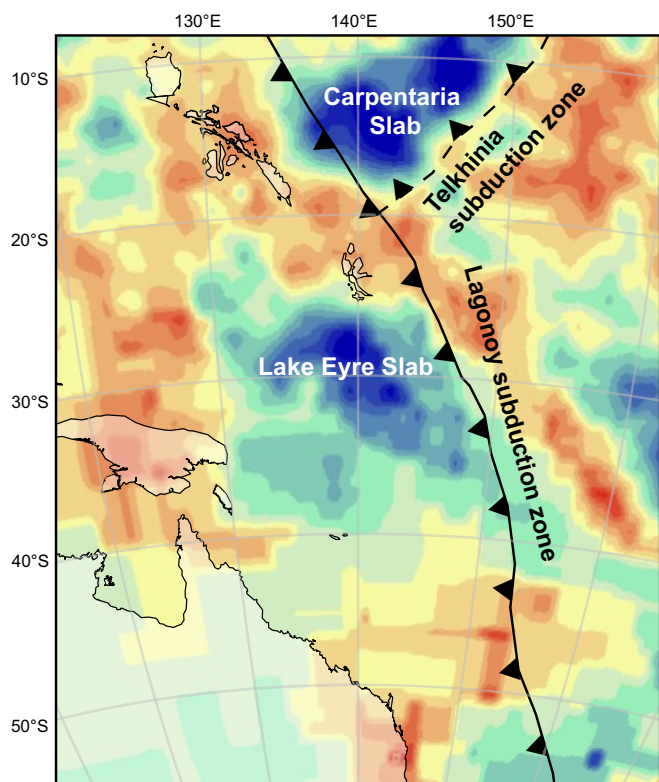 130°E
140°E
150°E
10°S
20°S
30°S
40°S
50°S
Carpentaria
Slab
Telkhinia
subduction zone
Lagonoy subduction zone
Lake Eyre Slab